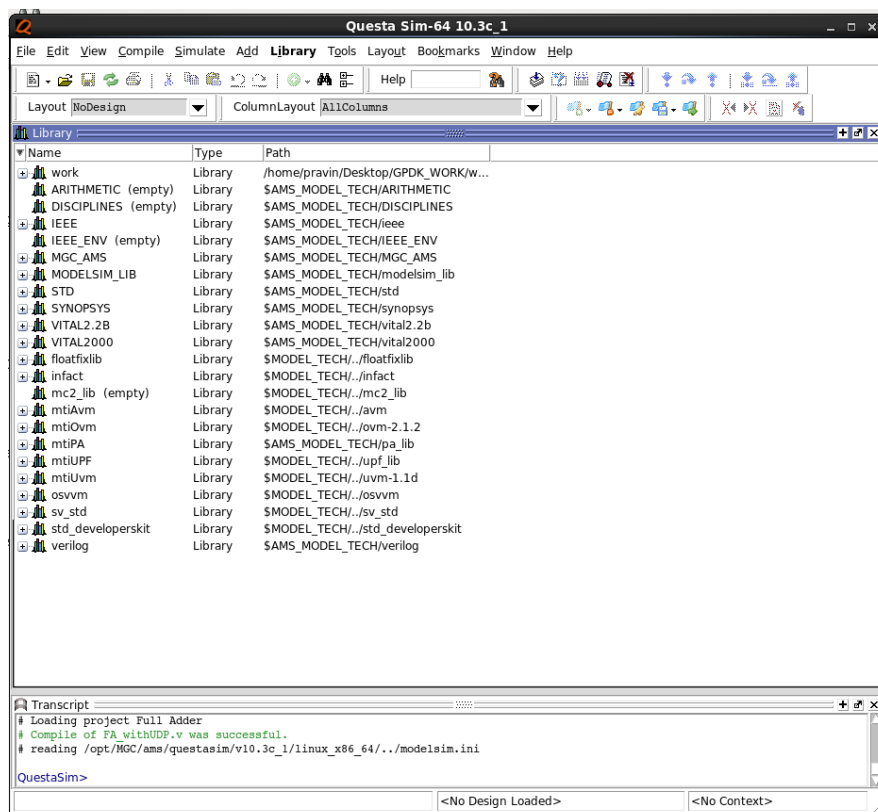 Questa Sim-64 10.3c_1
File Edit View Compile Simulate Add Library Tools Layout Bookmarks Window Help
Help
Layout NoDesign ColumnLayout AllColumns
Library
Name Type Path
work Library /home/pravin/Desktop/GPDK_WORK/w...
ARITHMETIC (empty) Library $AMS_MODEL_TECH/ARITHMETIC
DISCIPLINES (empty) Library $AMS_MODEL_TECH/DISCIPLINES
IEEE Library $AMS_MODEL_TECH/ieee
IEEE_ENV (empty) Library $AMS_MODEL_TECH/IEEE_ENV
MGC_AMS Library $AMS_MODEL_TECH/MGC_AMS
MODELSIM_LIB Library $AMS_MODEL_TECH/modelsim_lib
STD Library $AMS_MODEL_TECH/std
SYNOPSYS Library $AMS_MODEL_TECH/synopsys
VITAL2.2B Library $AMS_MODEL_TECH/vital2.2b
VITAL2000 Library $AMS_MODEL_TECH/vital2000
floatfixlib Library $MODEL_TECH/../floatfixlib
infact Library $MODEL_TECH/../infact
mc2_lib (empty) Library $MODEL_TECH/../mc2_lib
mtiAvm Library $MODEL_TECH/../avm
mtiOvm Library $MODEL_TECH/../ovm-2.1.2
mtiPA Library $AMS_MODEL_TECH/pa_lib
mtiUPF Library $MODEL_TECH/../upf_lib
mtiUvm Library $MODEL_TECH/../uvm-1.1d
osvvm Library $MODEL_TECH/../osvvm
sv_std Library $MODEL_TECH/../sv_std
std_developerskit Library $MODEL_TECH/../std_developerskit
verilog Library $AMS_MODEL_TECH/verilog
Transcript
# Loading project Full Adder
# Compile of FA_withUDP.v was successful.
# reading /opt/MGC/ams/questasim/v10.3c_1/linux_x86_64/../modelsim.ini
QuestaSim>
<No Design Loaded> <No Context>